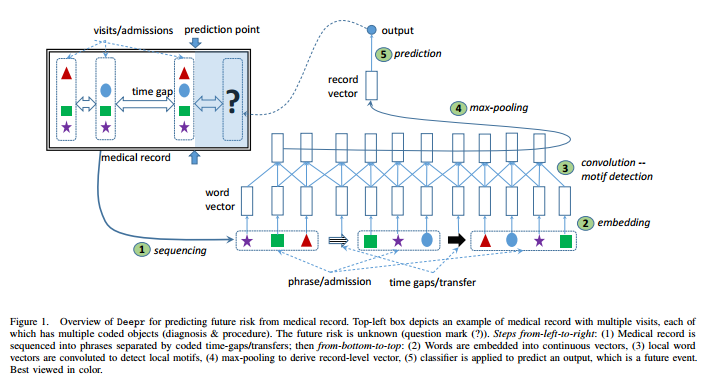 visits/admissions prediction point
output
5 prediction
time gap
record
vector
?
4 max-pooling
medical record
3 convolution --
motif detection
word
vector
2 embedding
1 sequencing
phrase/admission time gaps/transfer
Figure 1. Overview of Deepr for predicting future risk from medical record. Top-left box depicts an example of medical record with multiple visits, each of
which has multiple coded objects (diagnosis & procedure). The future risk is unknown (question mark (?)). Steps from-left-to-right: (1) Medical record is
sequenced into phrases separated by coded time-gaps/transfers; then from-bottom-to-top: (2) Words are embedded into continuous vectors, (3) local word
vectors are convoluted to detect local motifs, (4) max-pooling to derive record-level vector, (5) classifier is applied to predict an output, which is a future event.
Best viewed in color.